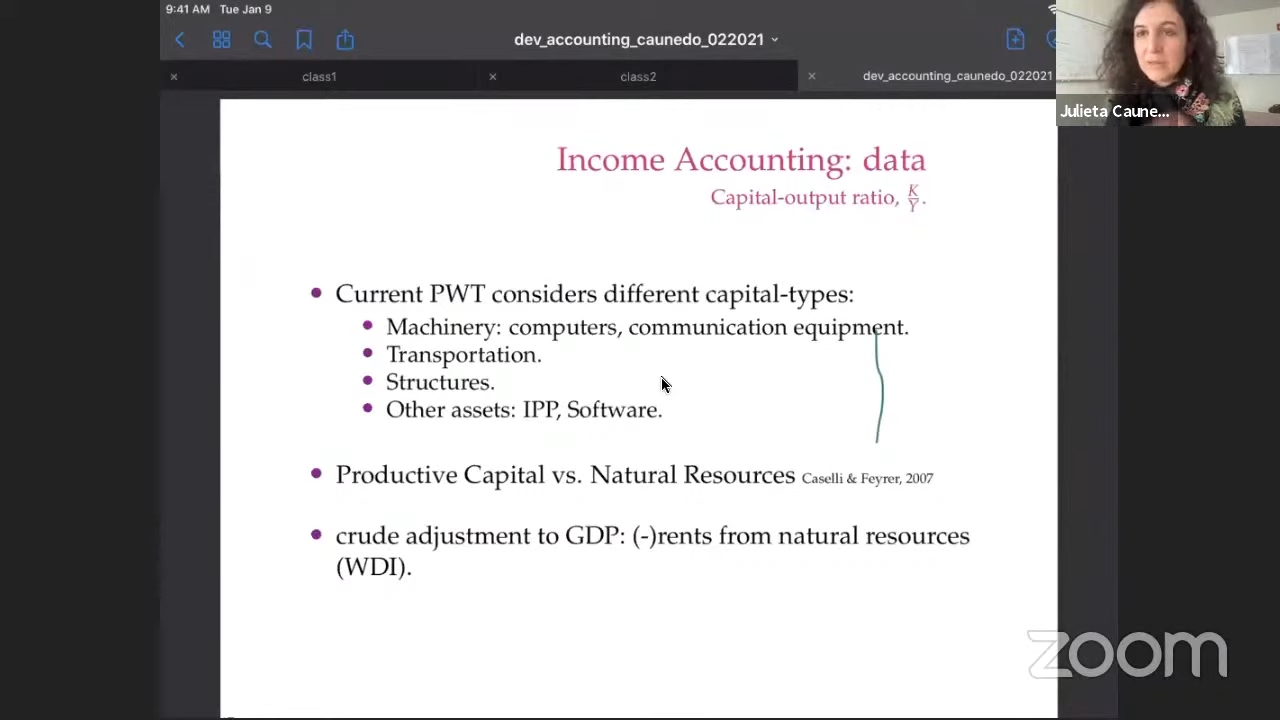 9:41 AM Tue Jan 9
dev_accounting_caunedo_022021
class1
class2
dev_accounting_caunedo_022021
Julieta Caune...
Income Accounting: data
Capital-output ratio, K/Y.
Current PWT considers different capital-types:
Machinery: computers, communication equipment.
Transportation.
Structures.
Other assets: IPP, Software.
Productive Capital vs. Natural Resources Caselli & Feyrer, 2007
crude adjustment to GDP: (-)rents from natural resources
(WDI).
zoom